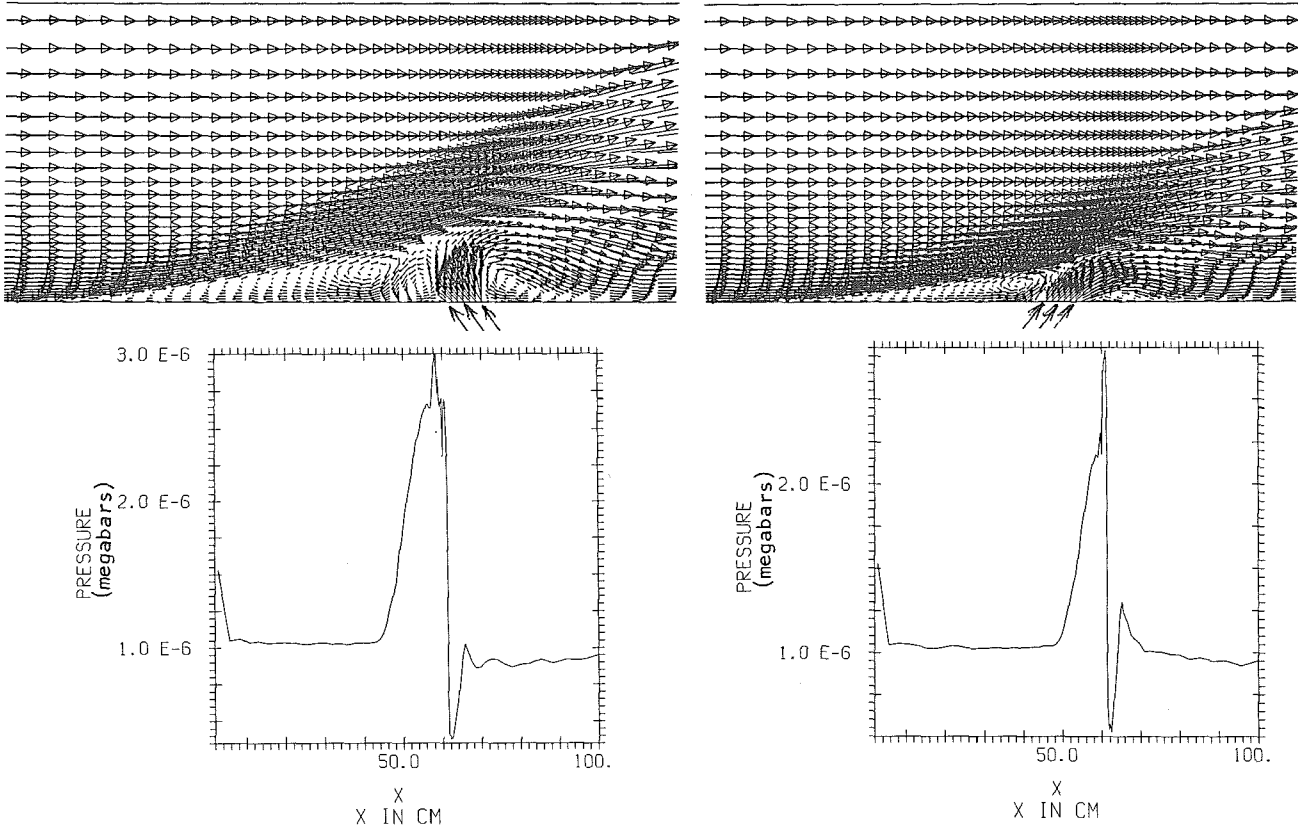 3.0 E-6
2.0 E-6
1.0 E-6
PRESSURE
(megabars)
50.0
100.
X
X IN CM
2.0 E-6
1.0 E-6
PRESSURE
(megabars)
50.0
100.
X
X IN CM